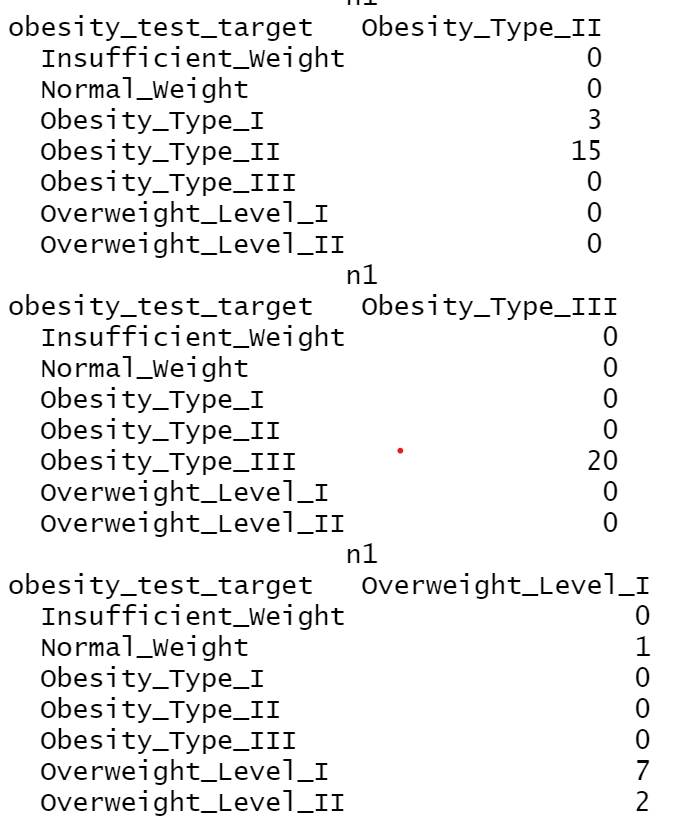 n1
obesity_test_target Obesity_Type_II
Insufficient_Weight 0
Normal_Weight 0
Obesity_Type_I 3
Obesity_Type_II 15
Obesity_Type_III 0
Overweight_Level_I 0
Overweight_Level_II 0
n1
obesity_test_target Obesity_Type_III
Insufficient_Weight 0
Normal_Weight 0
Obesity_Type_I 0
Obesity_Type_II 0
Obesity_Type_III 20
Overweight_Level_I 0
Overweight_Level_II 0
n1
obesity_test_target Overweight_Level_I
Insufficient_Weight 0
Normal_Weight 1
Obesity_Type_I 0
Obesity_Type_II 0
Obesity_Type_III 0
Overweight_Level_I 7
Overweight_Level_II 2